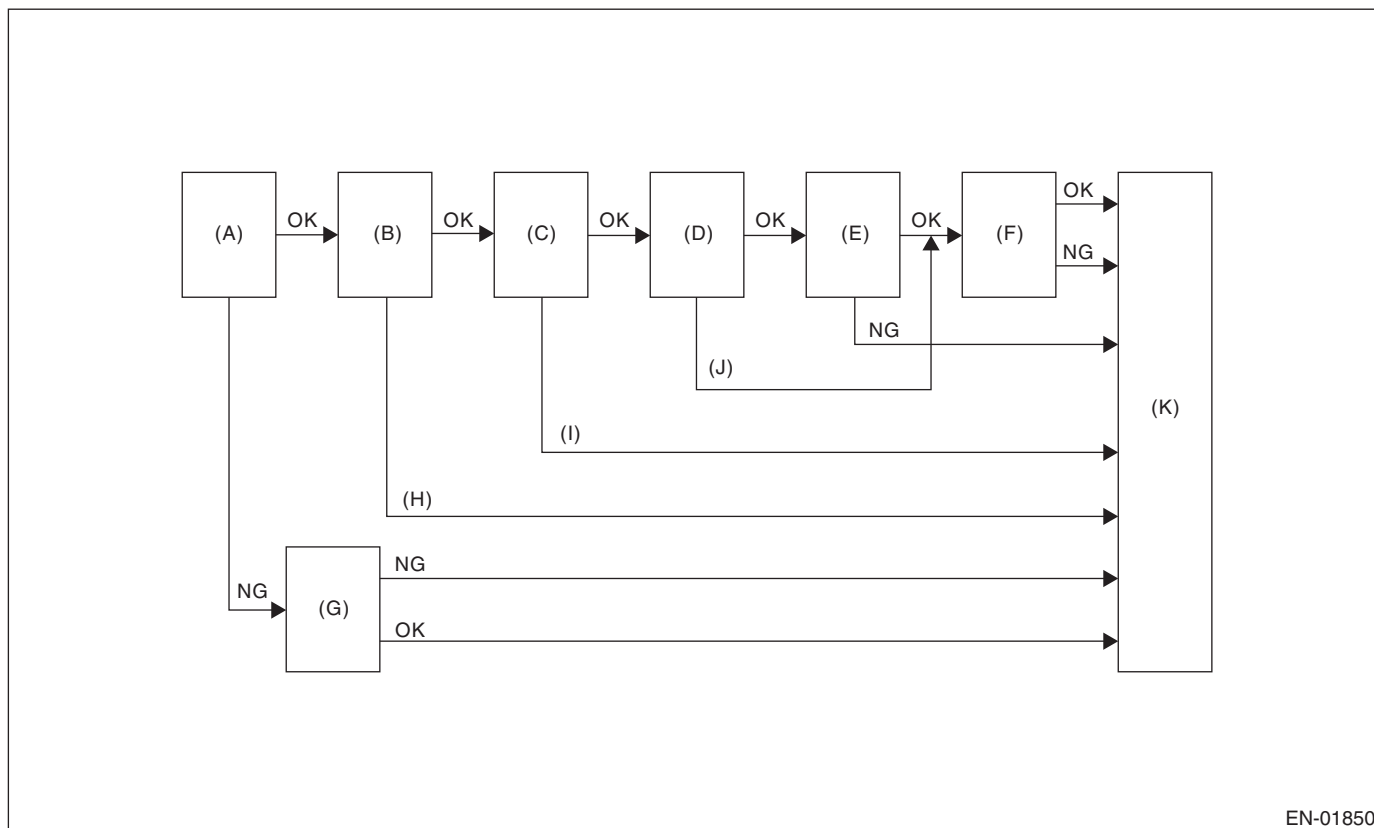 OK
NG
(A)
OK
(B)
OK
(C)
OK
(D)
OK
(E)
OK
(F)
NG
(J)
(K)
(I)
(H)
NG
NG
(G)
OK
EN-01850